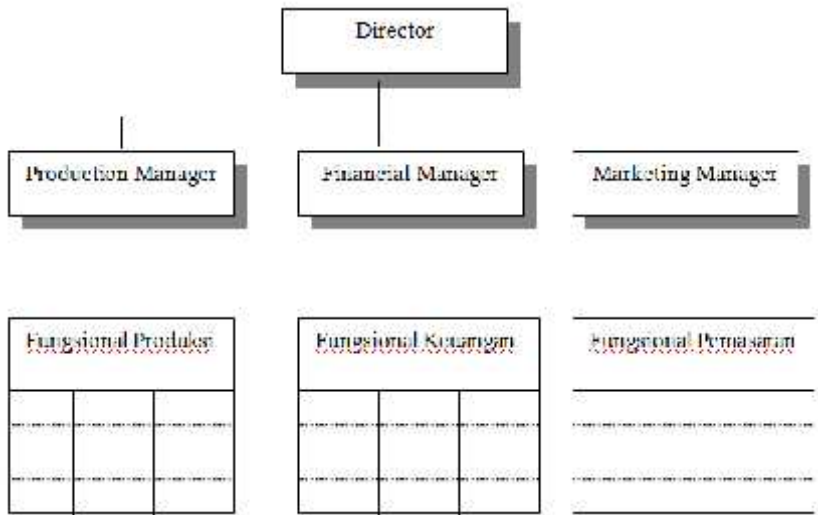 Director
Production Manager
Financial Manager
Marketing Manager
Fungsional Produksi
Fungsional Keuangan
Fungsional Pemasaran